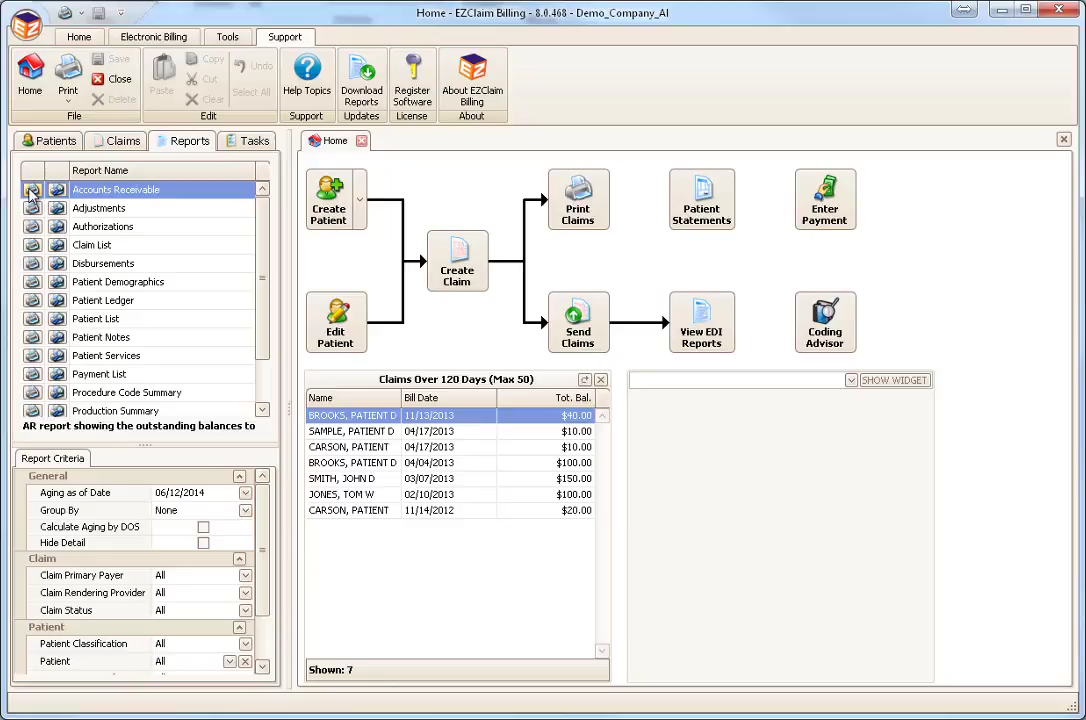 Home - EZClaim Billing - 8.0.468 - Demo_Company_AI
EZ
Home
Electronic Billing
Tools
Support
Home
Print
Save
Close
Delete
File
Paste
Copy
Cut
Clear
Undo
Select All
Edit
Help Topics
Support
Download Reports
Updates
Register Software
License
EZ
About EZClaim Billing
About
Patients
Claims
Reports
Tasks
Report Name
Accounts Receivable
Adjustments
Authorizations
Claim List
Disbursements
Patient Demographics
Patient Ledger
Patient List
Patient Notes
Patient Services
Payment List
Procedure Code Summary
Production Summary
AR report showing the outstanding balances to
Report Criteria
General
Aging as of Date 06/12/2014
Group By None
Calculate Aging by DOS
Hide Detail
Claim
Claim Primary Payer All
Claim Rendering Provider All
Claim Status All
Patient
Patient Classification All
Patient All
Home
Create Patient
Edit Patient
Create Claim
Print Claims
Send Claims
Patient Statements
View EDI Reports
Enter Payment
Coding Advisor
Claims Over 120 Days (Max 50)
Name Bill Date Tot. Bal.
BROOKS, PATIENT D 11/13/2013 $40.00
SAMPLE, PATIENT D 04/17/2013 $10.00
CARSON, PATIENT 04/17/2013 $10.00
BROOKS, PATIENT D 04/04/2013 $100.00
SMITH, JOHN D 03/07/2013 $150.00
JONES, TOM W 02/10/2013 $100.00
CARSON, PATIENT 11/14/2012 $20.00
Shown: 7
SHOW WIDGET